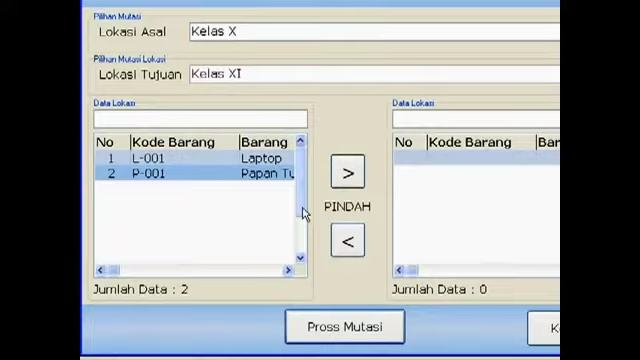 Pilihan Mutasi
Lokasi Asal Kelas X
Pilihan Mutasi Lokasi
Lokasi Tujuan Kelas XI
Data Lokasi
Data Lokasi
No Kode Barang Barang
No Kode Barang Bar
1 L-001 Laptop
2 P-001 Papan Tu
>
PINDAH
<
Jumlah Data : 2
Jumlah Data : 0
Pross Mutasi
K